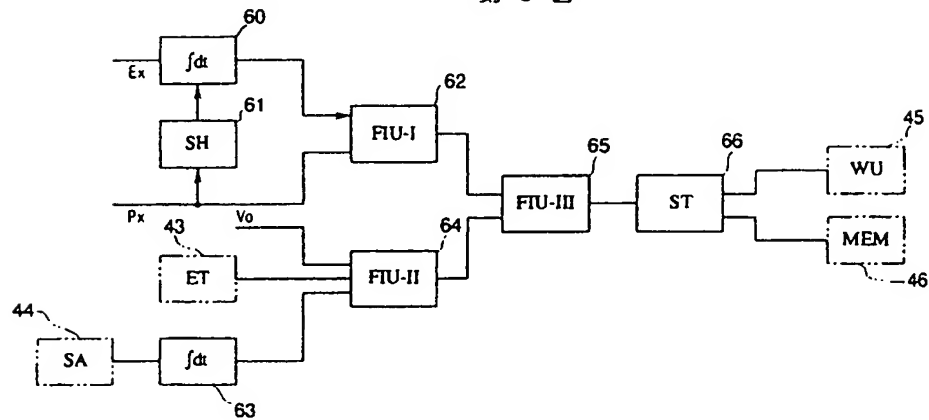 60
∫dt
Ex
61
SH
62
FIU-I
Px
Vo
43
ET
64
FIU-II
65
FIU-III
66
ST
45
WU
MEM
46
44
SA
∫dt
63